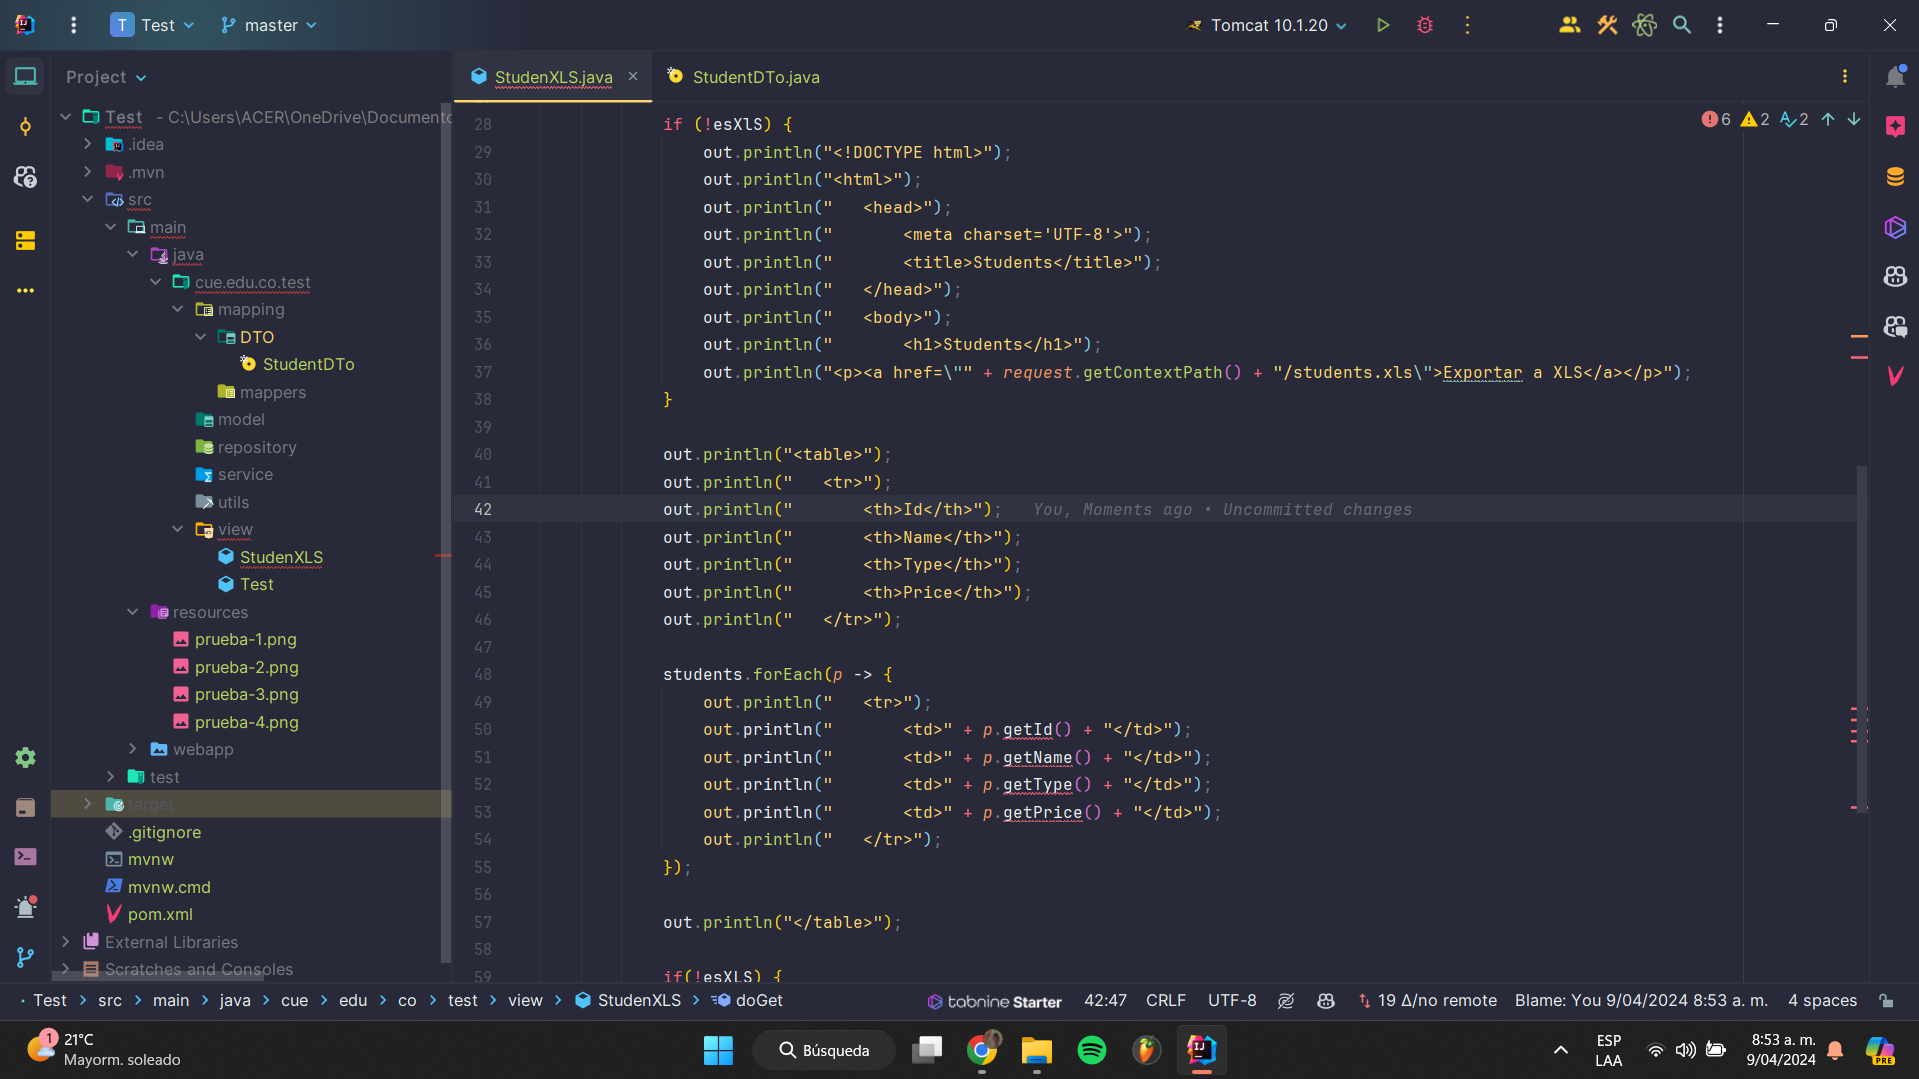 T Test master Tomcat 10.1.20
Project
StudenXLS.java StudentDTo.java
Test - C:\Users\ACER\OneDrive\Documento
.idea
.mvn
src
main
java
cue.edu.co.test
mapping
DTO
StudentDTo
mappers
model
repository
service
utils
view
StudenXLS
Test
resources
prueba-1.png
prueba-2.png
prueba-3.png
prueba-4.png
webapp
test
target
.gitignore
mvnw
mvnw.cmd
pom.xml
External Libraries
Scratches and Consoles
6 2 2
28 if (!esXlS) {
29 out.println("<!DOCTYPE html>");
30 out.println("<html>");
31 out.println("   <head>");
32 out.println("       <meta charset='UTF-8'>");
33 out.println("       <title>Students</title>");
34 out.println("   </head>");
35 out.println("   <body>");
36 out.println("       <h1>Students</h1>");
37 out.println("<p><a href=\"" + request.getContextPath() + "/students.xls\">Exportar a XLS</a></p>");
38 }
39
40 out.println("<table>");
41 out.println("   <tr>");
42 out.println("       <th>Id</th>"); You, Moments ago • Uncommitted changes
43 out.println("       <th>Name</th>");
44 out.println("       <th>Type</th>");
45 out.println("       <th>Price</th>");
46 out.println("   </tr>");
47
48 students.forEach(p -> {
49 out.println("   <tr>");
50 out.println("       <td>" + p.getId() + "</td>");
51 out.println("       <td>" + p.getName() + "</td>");
52 out.println("       <td>" + p.getType() + "</td>");
53 out.println("       <td>" + p.getPrice() + "</td>");
54 out.println("   </tr>");
55 });
56
57 out.println("</table>");
58
59 if(!esXLS) {
Test > src > main > java > cue > edu > co > test > view > StudenXLS > doGet tabnine Starter 42:47 CRLF UTF-8 19 Δ/no remote Blame: You 9/04/2024 8:53 a. m. 4 spaces
1 21°C
Mayorm. soleado
Búsqueda
ESP
LAA
8:53 a. m.
9/04/2024
PRE